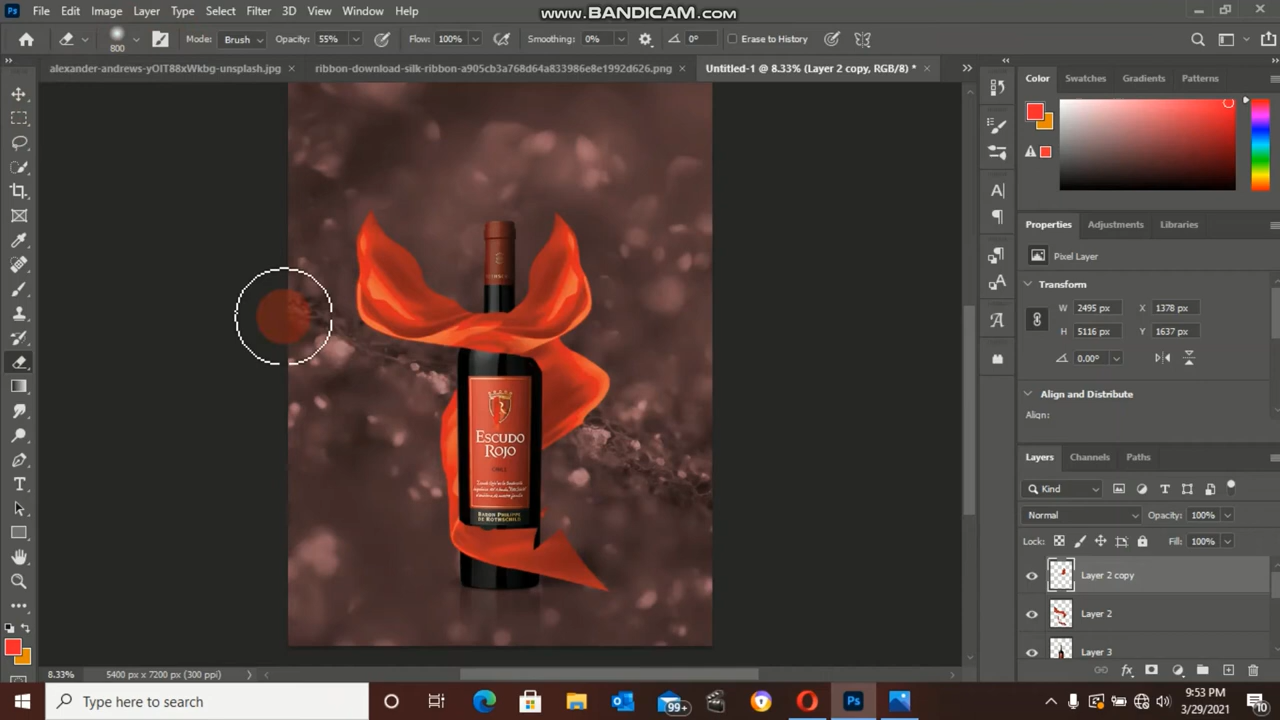 www.BANDICAM.com
Ps File Edit Image Layer Type Select Filter 3D View Window Help
800 Mode: Brush Opacity: 55% Flow: 100% Smoothing: 0% 0° Erase to History
alexander-andrews-yOIT88xWkbg-unsplash.jpg × ribbon-download-silk-ribbon-a905cb3a768d64a833986e8e1992d626.png × Untitled-1 @ 8.33% (Layer 2 copy, RGB/8) * ×
Color Swatches Gradients Patterns
Properties Adjustments Libraries
Pixel Layer
Transform
W 2495 px X 1378 px
H 5116 px Y 1637 px
0.00°
Align and Distribute
Align:
Layers Channels Paths
Kind
Normal Opacity: 100%
Lock: Fill: 100%
Layer 2 copy
Layer 2
Layer 3
ESCUDO
ROJO
CHILE
BARON PHILIPPE
DE ROTHSCHILD
8.33% 5400 px x 7200 px (300 ppi)
Type here to search
99+
Ps
9:53 PM
3/29/2021
10